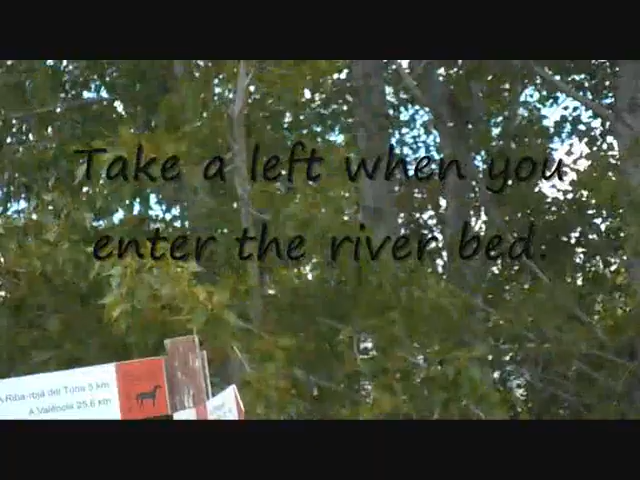 Take a left when you
enter the river bed.
A Riba-roja del Túria 5 km
A València 25,6 km